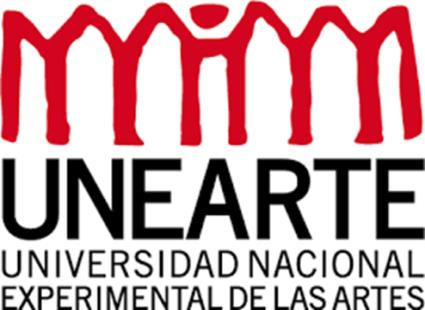 UNEARTE
UNIVERSIDAD NACIONAL
EXPERIMENTAL DE LAS ARTES